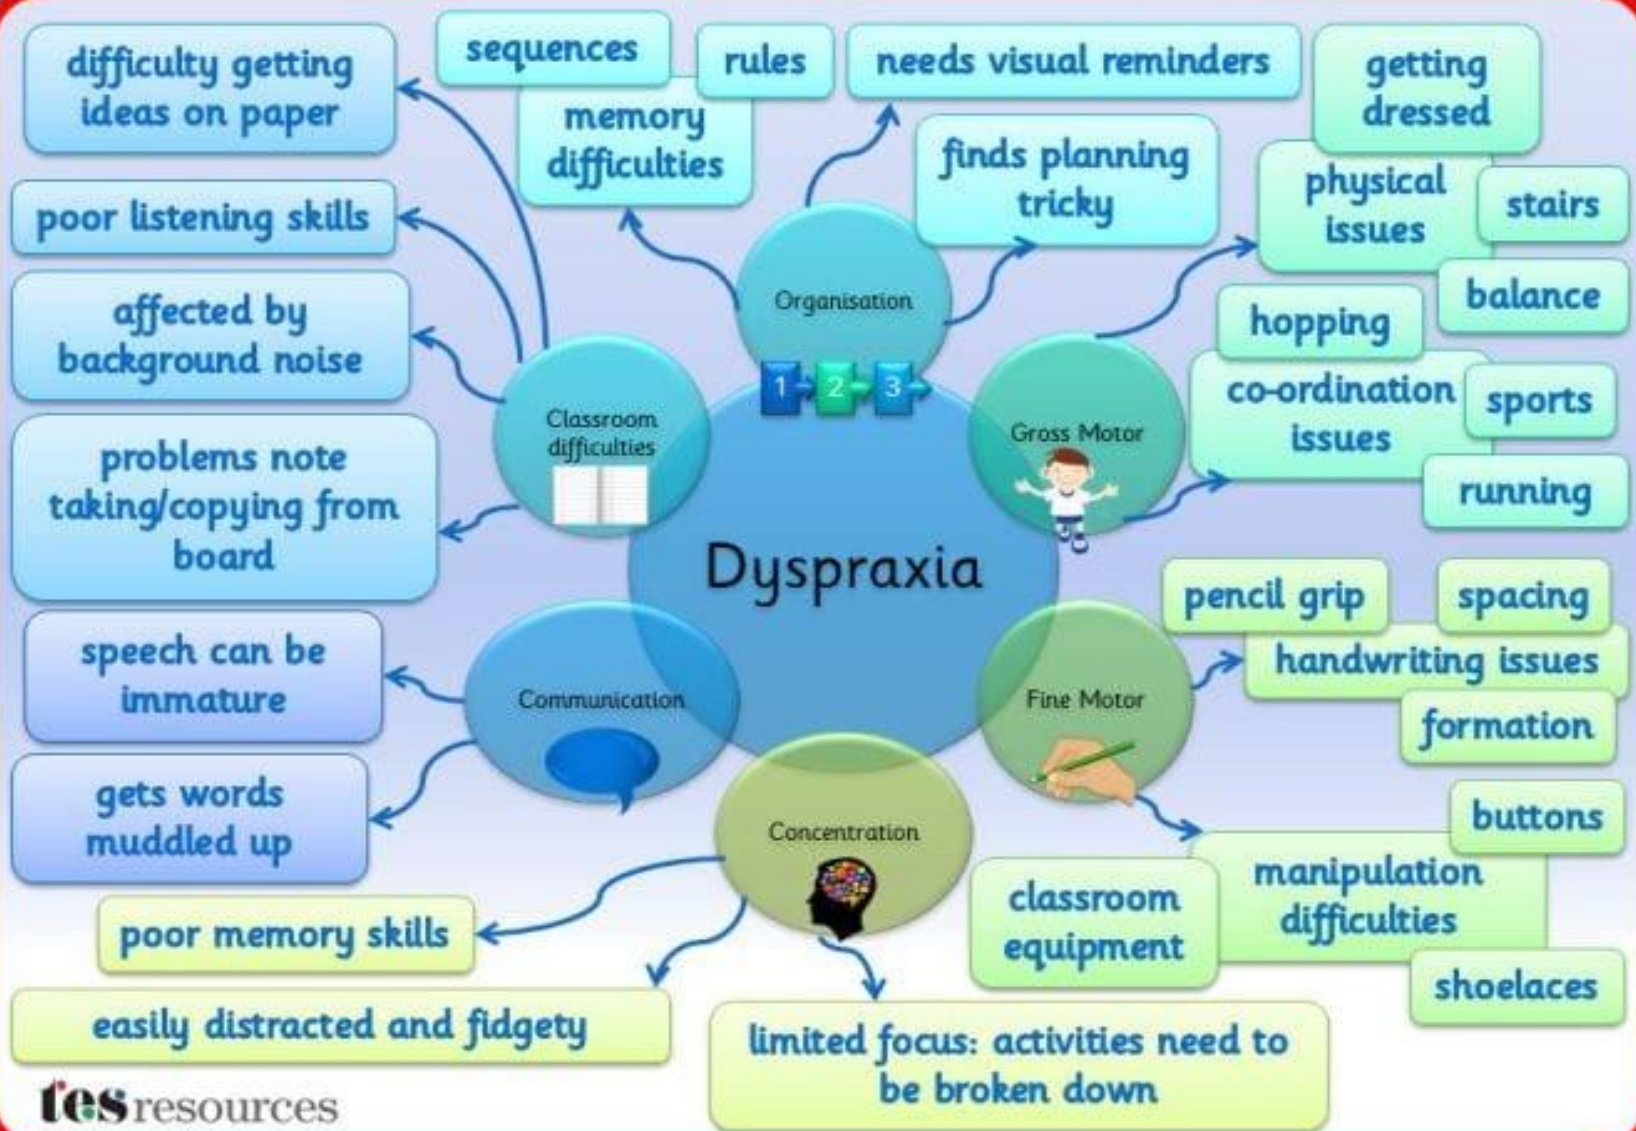 difficulty getting
ideas on paper
sequences
rules
memory
difficulties
needs visual reminders
finds planning
tricky
getting
dressed
physical
issues
stairs
balance
poor listening skills
affected by
background noise
problems note
taking/copying from
board
Organisation
1 2 3
Classroom
difficulties
Gross Motor
hopping
co-ordination
issues
sports
running
Dyspraxia
speech can be
immature
gets words
muddled up
Communication
Fine Motor
pencil grip
spacing
handwriting issues
formation
buttons
manipulation
difficulties
classroom
equipment
shoelaces
Concentration
poor memory skills
easily distracted and fidgety
limited focus: activities need to
be broken down
tes resources